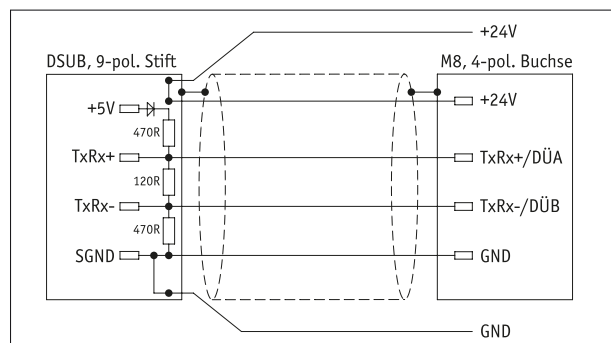 +24V
DSUB, 9-pol. Stift
M8, 4-pol. Buchse
+5V
+24V
470R
TxRx+
TxRx+/DÜA
120R
TxRx-
TxRx-/DÜB
470R
SGND
GND
GND